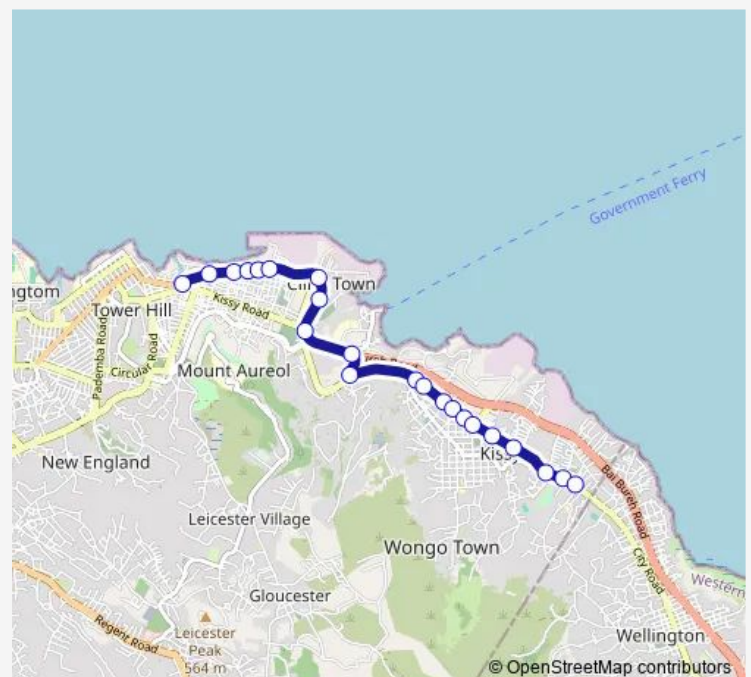 Government Ferry
ngtom
Tower Hill
Town
Kissy Road
Pademba Road
Circular Road
Mount Aureol
New England
Kiss
Bai Bureh Road
Leicester Village
Wongo Town
City Road
Gloucester
Western
Regent Road
Leicester
Peak
564 m
Wellington
© OpenStreetMap contributors